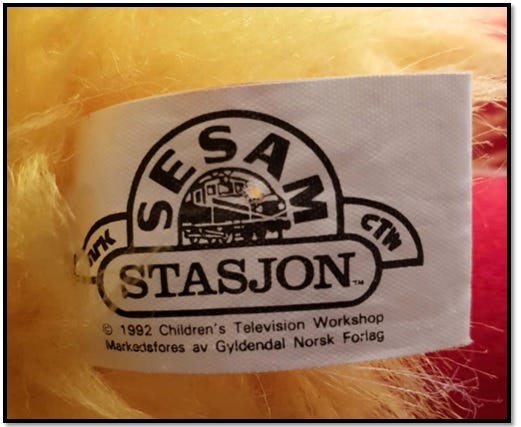 SESAM
NRK
CTW
STASJON™
© 1992 Children's Television Workshop
Markedsføres av Gyldendal Norsk Forlag